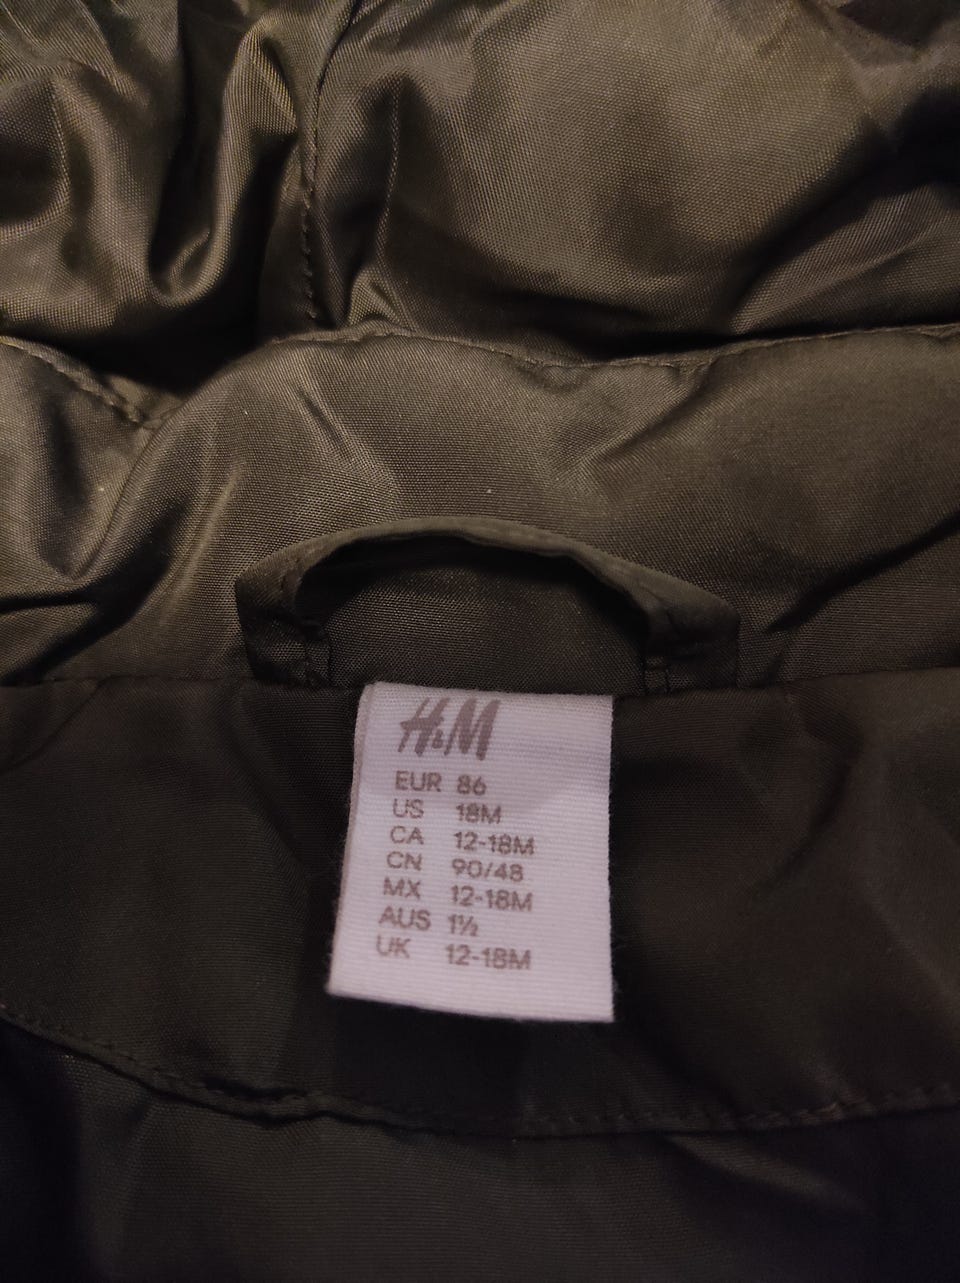 H&M
EUR 86
US 18M
CA 12-18M
CN 90/48
MX 12-18M
AUS 1½
UK 12-18M